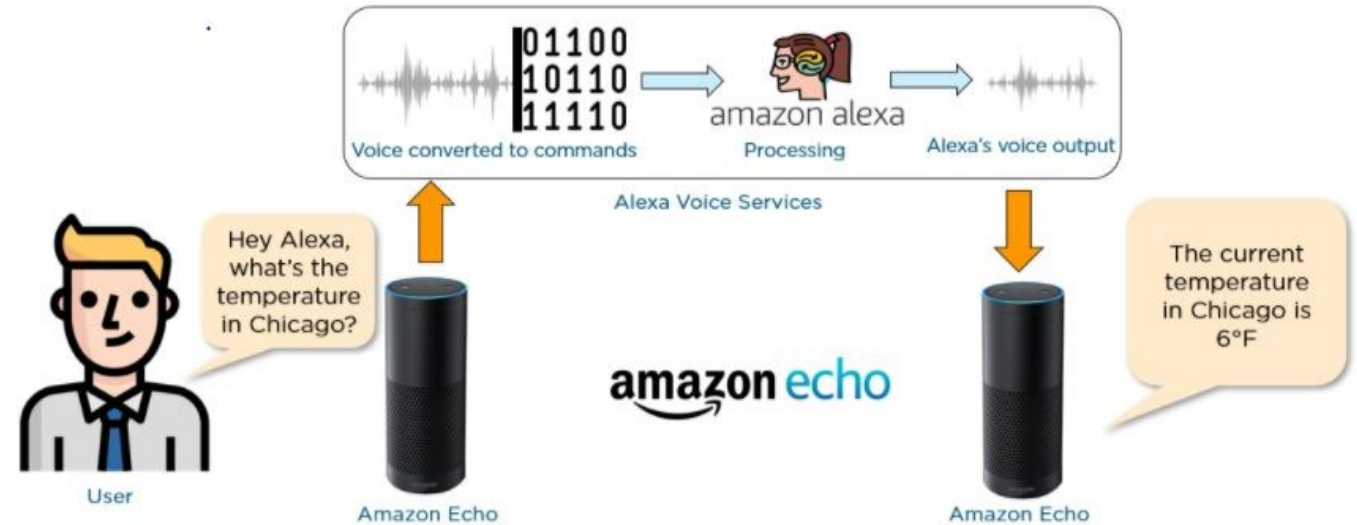 01100
10110
11110
amazon alexa
Voice converted to commands
Processing
Alexa's voice output
Alexa Voice Services
Hey Alexa,
what's the
temperature
in Chicago?
The current
temperature
in Chicago is
6°F
amazon echo
User
Amazon Echo
Amazon Echo